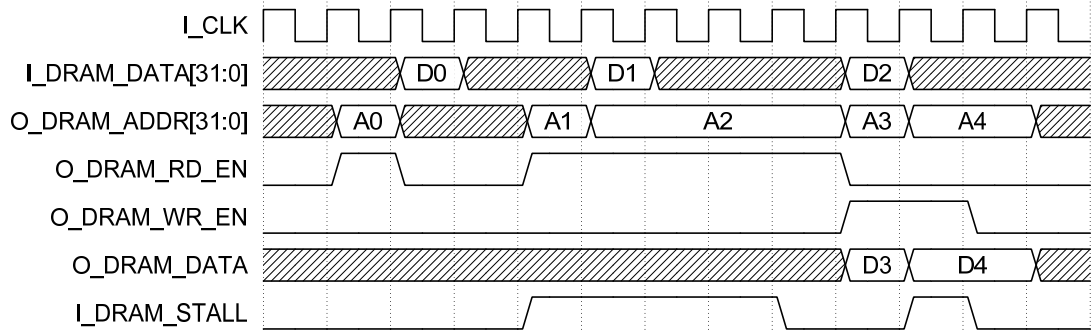 I_CLK
I_DRAM_DATA[31:0] D0 D1 D2
O_DRAM_ADDR[31:0] A0 A1 A2 A3 A4
O_DRAM_RD_EN
O_DRAM_WR_EN
O_DRAM_DATA D3 D4
I_DRAM_STALL